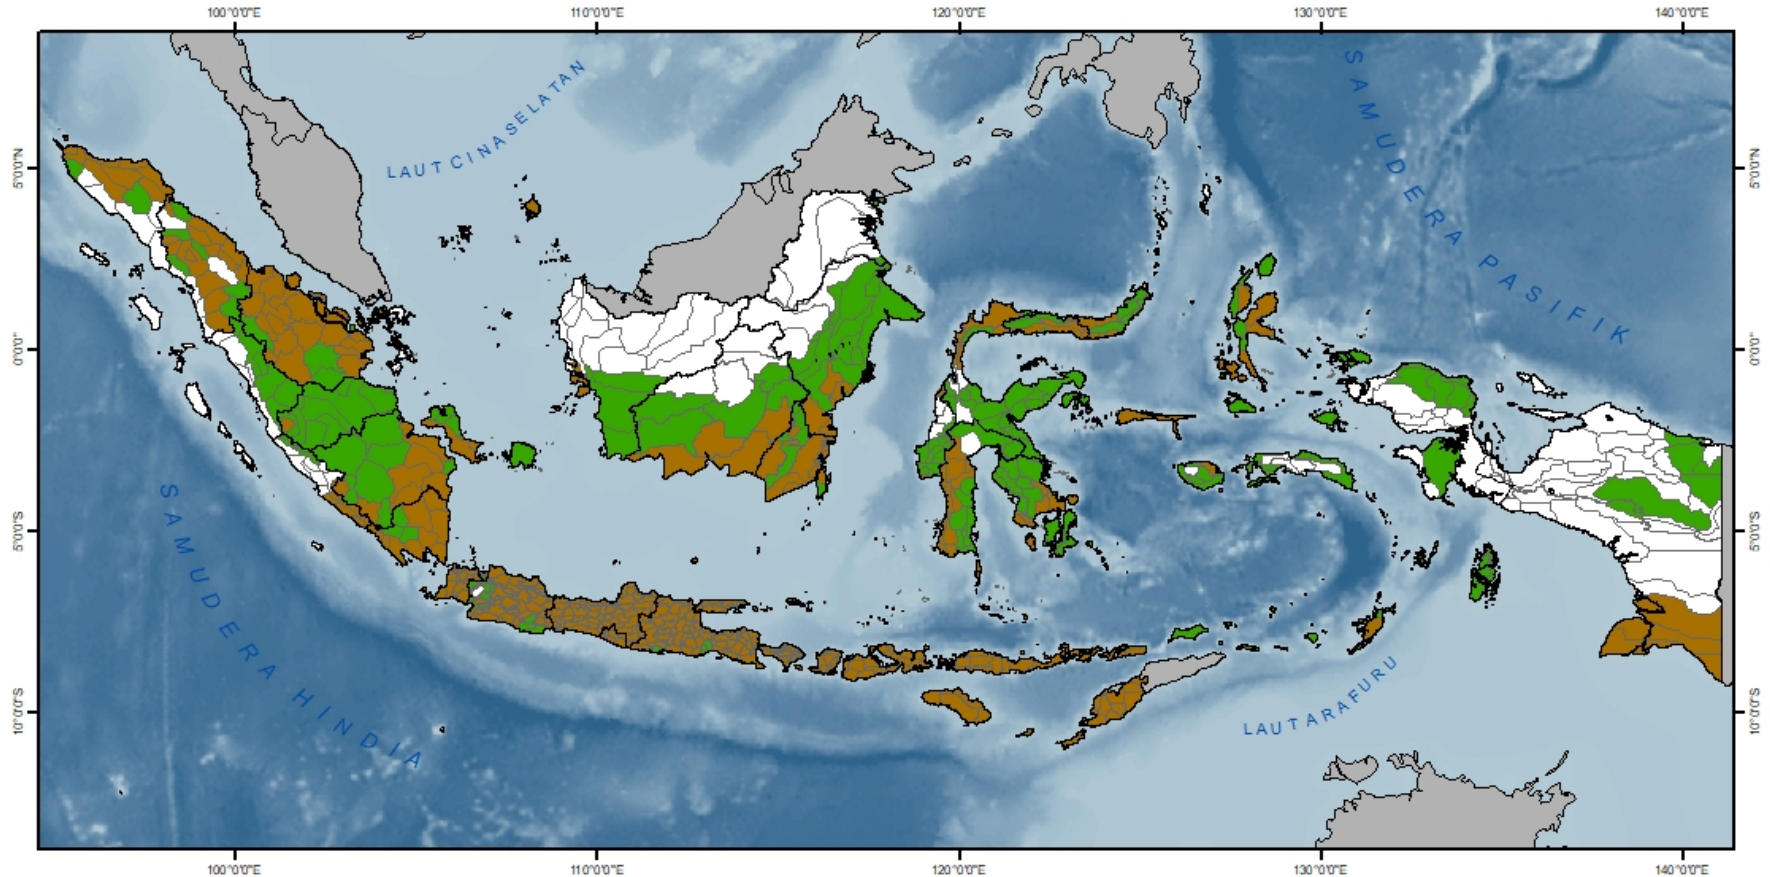 100°0'0"E 110°0'0"E 120°0'0"E 130°0'0"E 140°0'0"E
5°0'0"N 5°0'0"N
0°0'0" 0°0'0"
5°0'0"S 5°0'0"S
10°0'0"S 10°0'0"S
LAUT CINA SELATAN
SAMUDERA PASIFIK
SAMUDERA HINDIA
LAUT ARAFURU
100°0'0"E 110°0'0"E 120°0'0"E 130°0'0"E 140°0'0"E